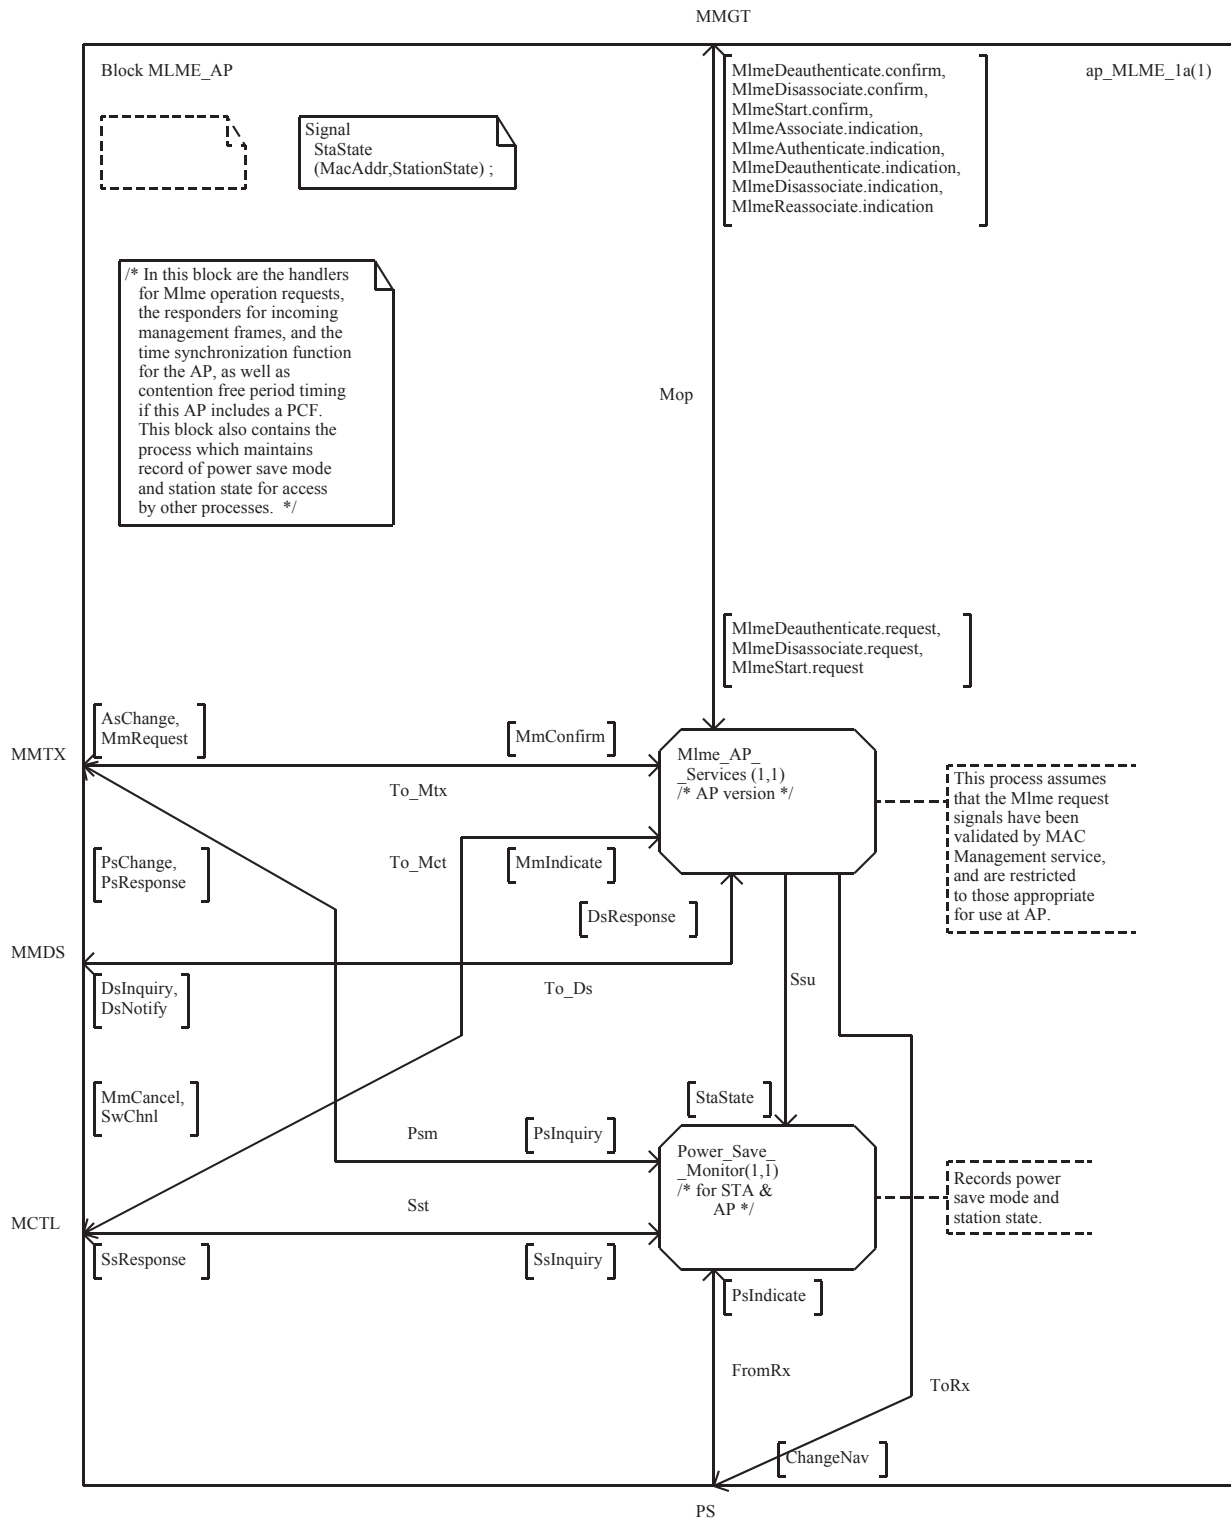 MMGT
Block MLME_AP
ap_MLME_1a(1)
Signal
StaState
(MacAddr,StationState) ;
MlmeDeauthenticate.confirm,
MlmeDisassociate.confirm,
MlmeStart.confirm,
MlmeAssociate.indication,
MlmeAuthenticate.indication,
MlmeDeauthenticate.indication,
MlmeDisassociate.indication,
MlmeReassociate.indication
/* In this block are the handlers
for Mlme operation requests,
the responders for incoming
management frames, and the
time synchronization function
for the AP, as well as
contention free period timing
if this AP includes a PCF.
This block also contains the
process which maintains
record of power save mode
and station state for access
by other processes. */
Mop
MlmeDeauthenticate.request,
MlmeDisassociate.request,
MlmeStart.request
AsChange,
MmRequest
MmConfirm
MMTX
To_Mtx
Mlme_AP_
_Services (1,1)
/* AP version */
This process assumes
that the Mlme request
signals have been
validated by MAC
Management service,
and are restricted
to those appropriate
for use at AP.
PsChange,
PsResponse
To_Mct
MmIndicate
DsResponse
MMDS
DsInquiry,
DsNotify
To_Ds
Ssu
MmCancel,
SwChnl
StaState
Psm
PsInquiry
Power_Save_
_Monitor(1,1)
/* for STA &
AP */
Records power
save mode and
station state.
Sst
MCTL
SsResponse
SsInquiry
PsIndicate
FromRx
ToRx
ChangeNav
PS